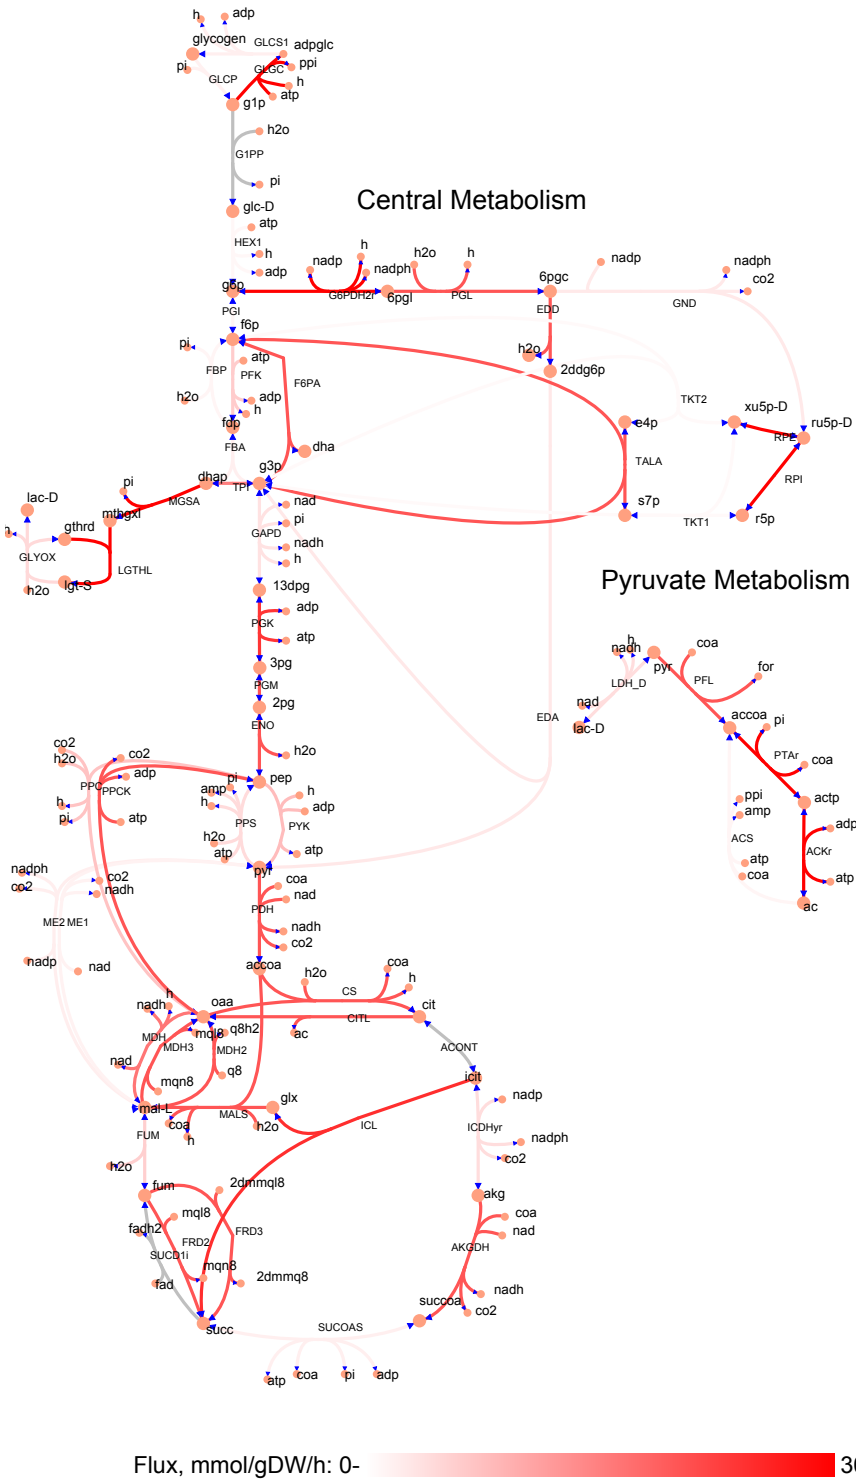 h
adp
glycogen
GLCS1
adpglc
ppi
pi
GLCP
GLGC
h
atp
g1p
h2o
G1PP
pi
Central Metabolism
glc-D
atp
HEX1
h
adp
nadp
h
nadph
h2o
h
6pgc
nadp
nadph
co2
g6p
G6PDH2r
6pgl
PGL
EDD
GND
PGI
f6p
pi
FBP
PFK
atp
F6PA
h2o
2ddg6p
h2o
adp
h
TKT2
xu5p-D
ru5p-D
fdp
FBA
dha
e4p
RPE
TALA
RPI
g3p
dhap
TPI
pi
MGSA
lac-D
mthgxl
gthrd
nad
pi
GAPD
nadh
h
s7p
TKT1
r5p
GLYOX
LGTHL
h2o
lgt-S
13dpg
Pyruvate Metabolism
adp
PGK
atp
3pg
PGM
2pg
ENO
h2o
h
nadh
pyr
coa
LDH_D
PFL
for
nad
lac-D
EDA
accoa
pi
PTAr
coa
actp
ppi
amp
ACS
adp
ACKr
atp
coa
atp
ac
co2
h2o
co2
adp
PPC
PPCK
h
pi
atp
pep
pi
amp
h
h
adp
PPS
PYK
h2o
atp
atp
pyr
nadph
co2
co2
nadh
ME2
ME1
nadp
nad
coa
nad
PDH
nadh
co2
accoa
h2o
coa
h
CS
oaa
cit
CITL
ac
nadh
h
MDH
mql8
q8h2
MDH3
MDH2
nad
mqn8
q8
ACONT
icit
mal-L
glx
coa
h
MALS
h2o
ICL
nadp
ICDHyr
nadph
co2
FUM
h2o
fum
2dmmql8
akg
coa
nad
fadh2
mql8
FRD2
FRD3
SUCD1i
mqn8
2dmmq8
fad
AKGDH
nadh
co2
succoa
succ
SUCOAS
atp
coa
pi
adp
Flux, mmol/gDW/h: 0-